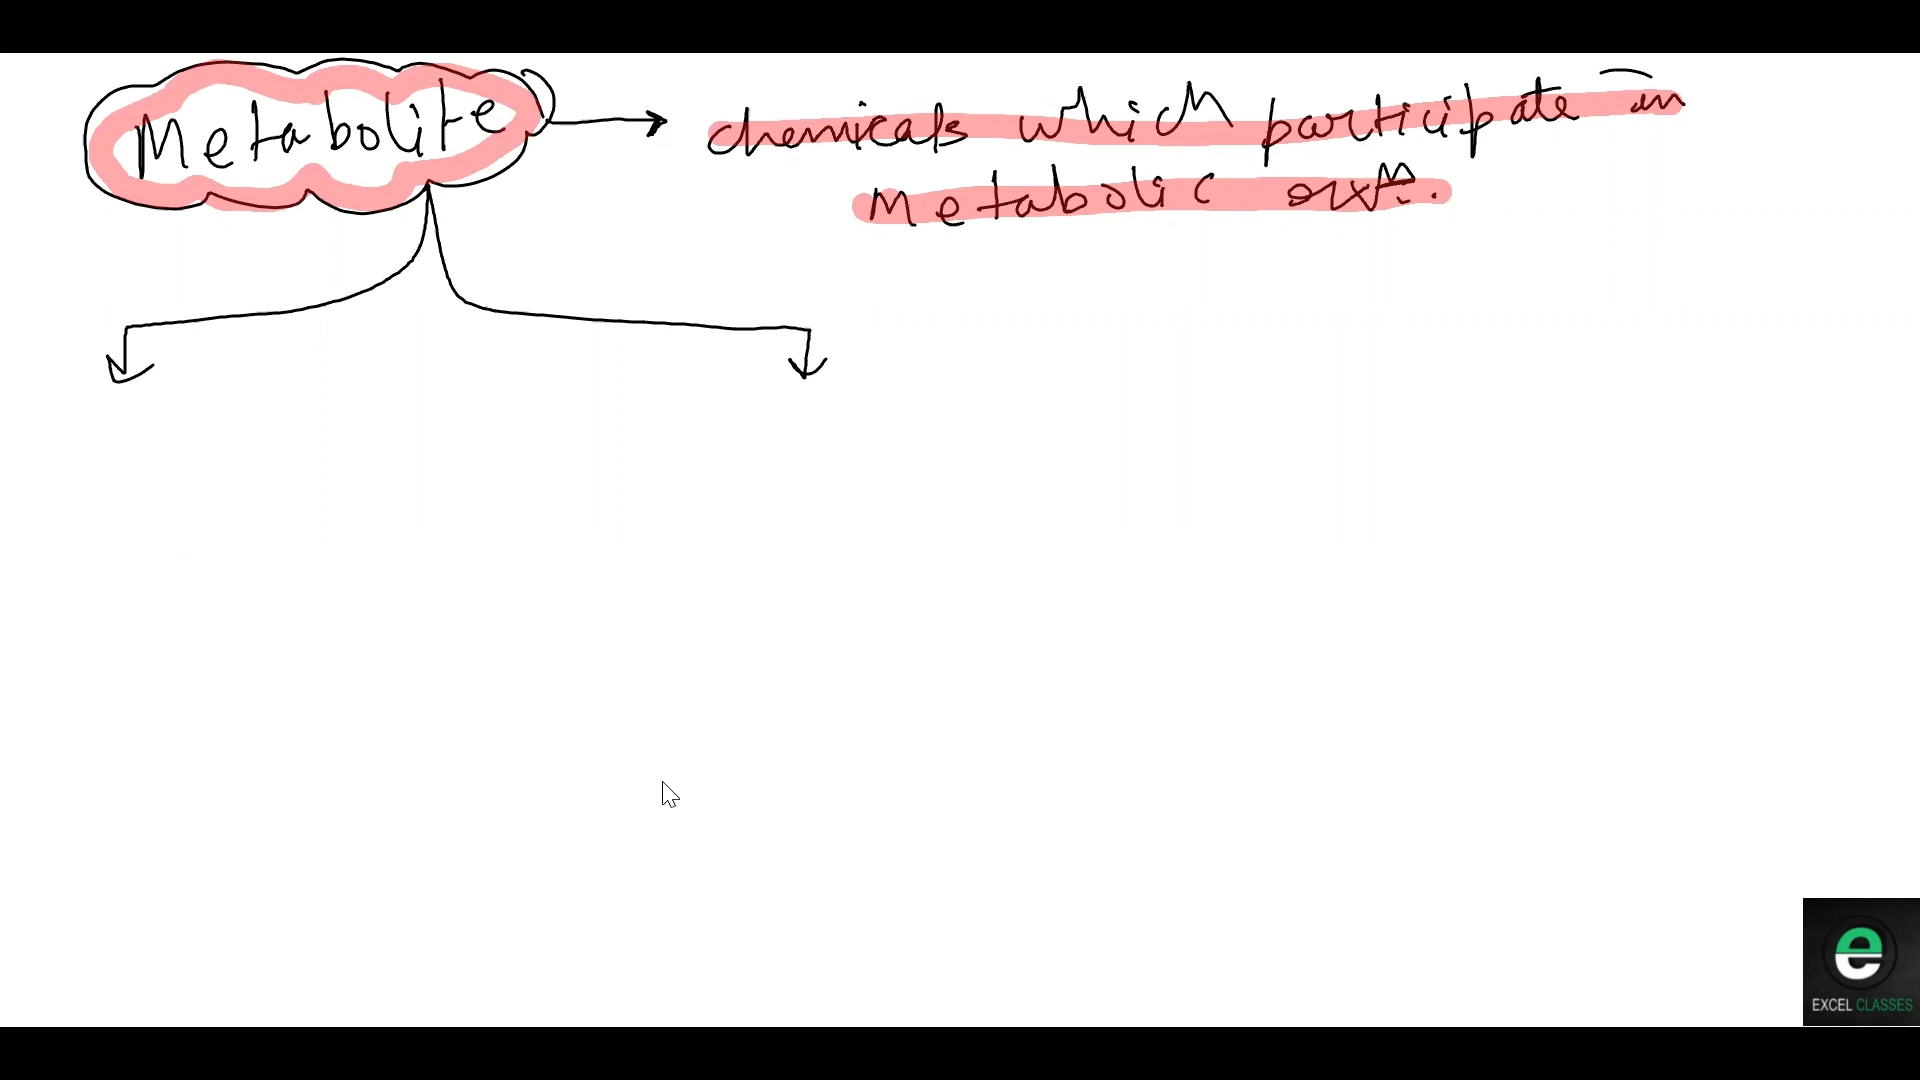 Metabolite → chemicals which participate in
Metabolic rxⁿ.
EXCEL CLASSES